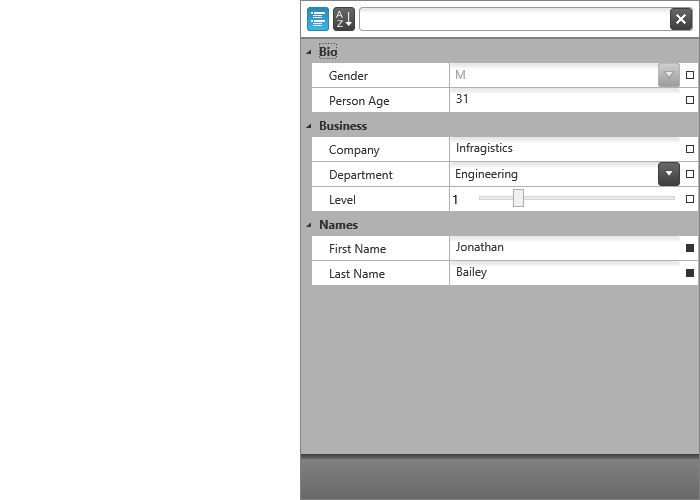 A
Z
Bio
Gender M
Person Age 31
Business
Company Infragistics
Department Engineering
Level 1
Names
First Name Jonathan
Last Name Bailey